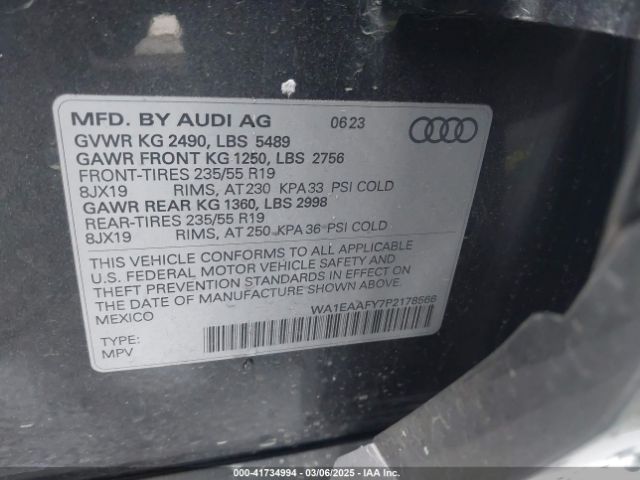 MFD. BY AUDI AG 0623
GVWR KG 2490, LBS 5489
GAWR FRONT KG 1250, LBS 2756
FRONT-TIRES 235/55 R19
8JX19 RIMS, AT 230 KPA 33 PSI COLD
GAWR REAR KG 1360, LBS 2998
REAR-TIRES 235/55 R19
8JX19 RIMS, AT 250 KPA 36 PSI COLD
THIS VEHICLE CONFORMS TO ALL APPLICABLE
U.S. FEDERAL MOTOR VEHICLE SAFETY AND
THEFT PREVENTION STANDARDS IN EFFECT ON
THE DATE OF MANUFACTURE SHOWN ABOVE.
MEXICO
WA1EAAFY7P2178566
TYPE:
MPV
© IMAGE - 41734994 - 03/06/2025 - IAA Inc.